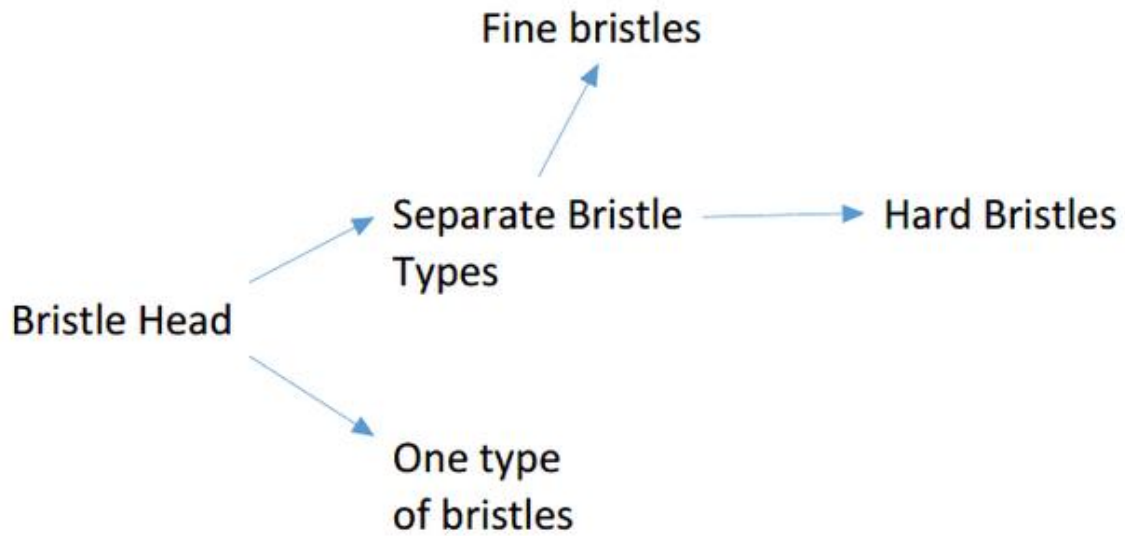 Fine bristles
Separate Bristle
Types
Hard Bristles
Bristle Head
One type
of bristles